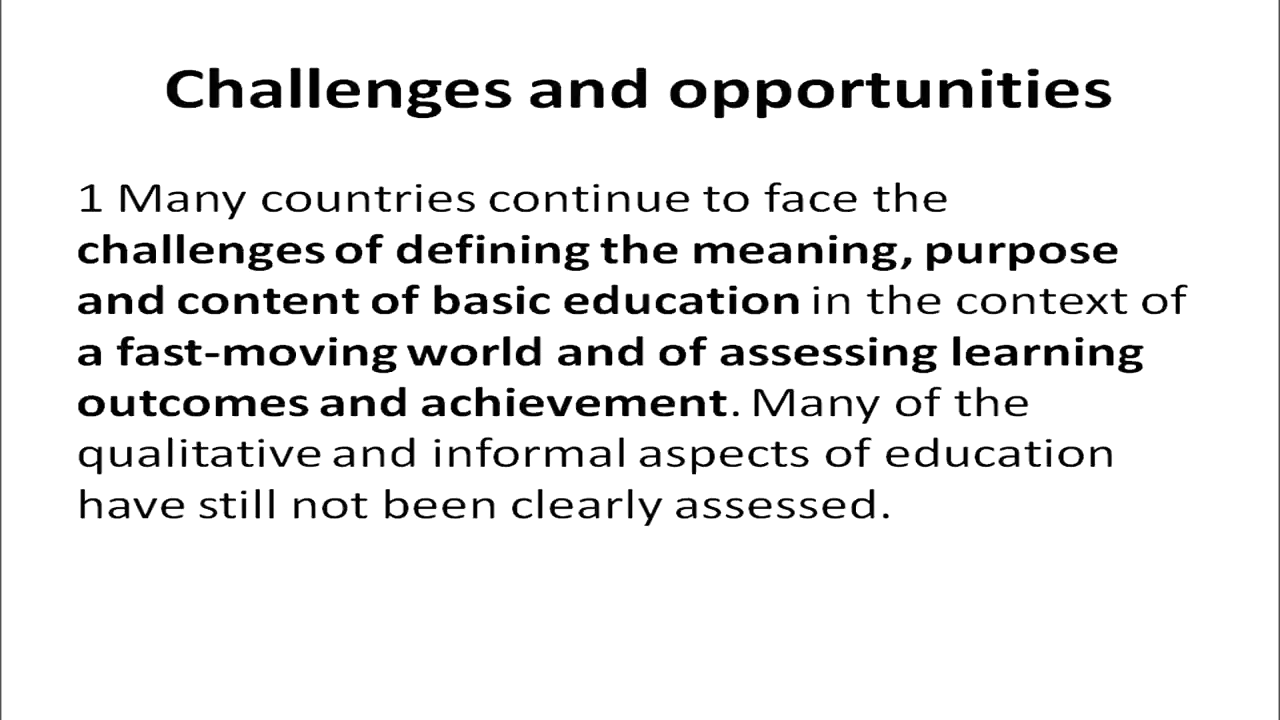 Challenges and opportunities
1 Many countries continue to face the
challenges of defining the meaning, purpose
and content of basic education in the context of
a fast-moving world and of assessing learning
outcomes and achievement. Many of the
qualitative and informal aspects of education
have still not been clearly assessed.